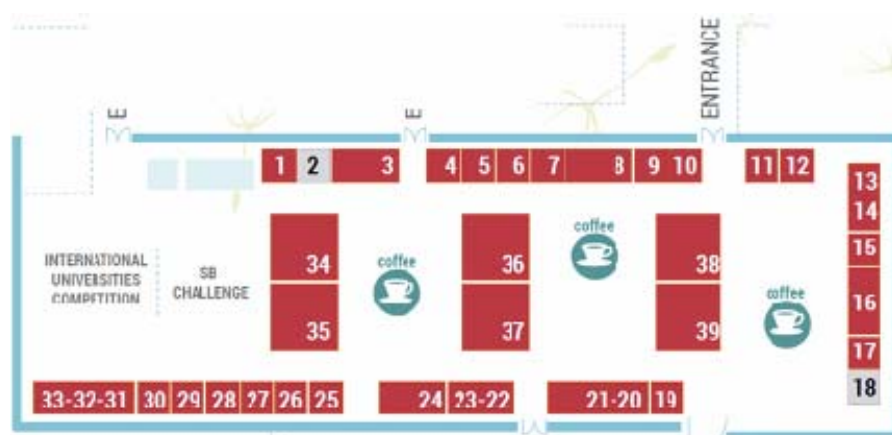 ENTRANCE
E
E
1 2 3 4 5 6 7 8 9 10 11 12
13
14
15
16
17
18
coffee
coffee
coffee
INTERNATIONAL
UNIVERSITIES
COMPETITION
SB
CHALLENGE
34
35
36
37
38
39
33-32-31 30 29 28 27 26 25 24 23-22 21-20 19